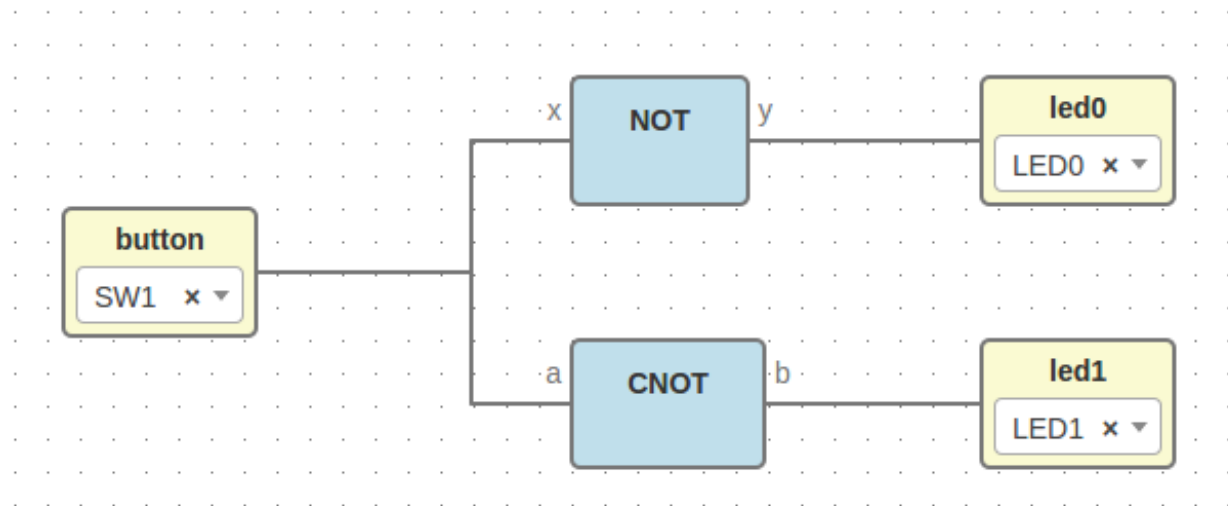 x
NOT
y
led0
LED0 × 
button
SW1 ×
a
CNOT
b
led1
LED1 ×